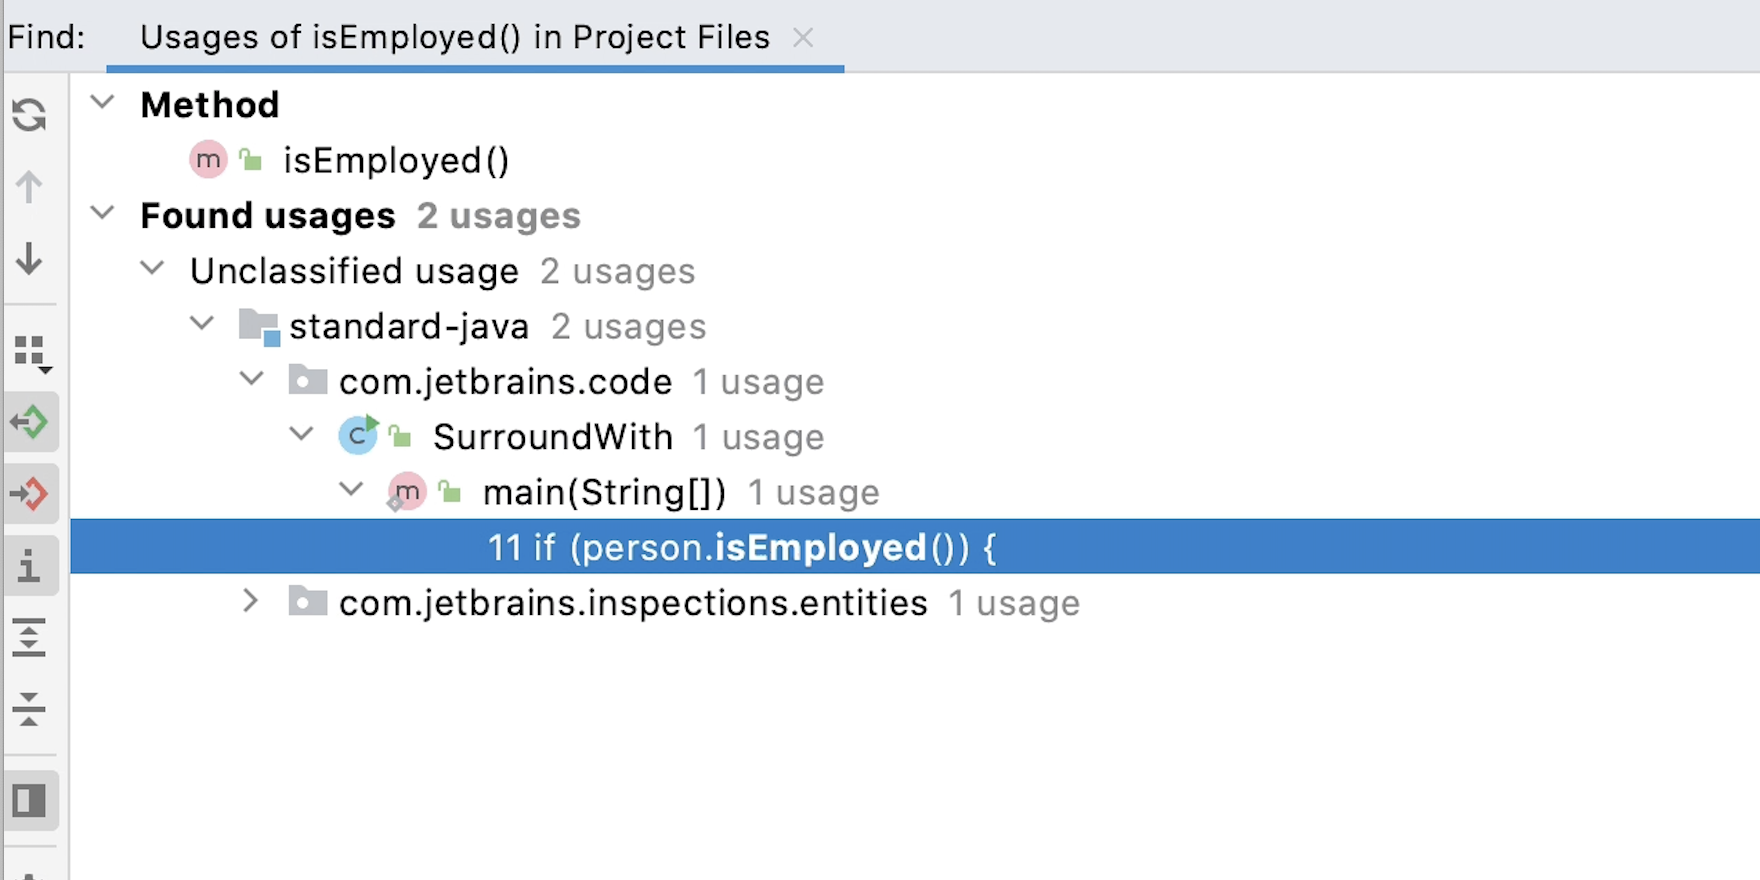 Find: Usages of isEmployed() in Project Files
Method
m isEmployed()
Found usages 2 usages
Unclassified usage 2 usages
standard-java 2 usages
com.jetbrains.code 1 usage
C SurroundWith 1 usage
m main(String[]) 1 usage
11 if (person.isEmployed()) {
com.jetbrains.inspections.entities 1 usage